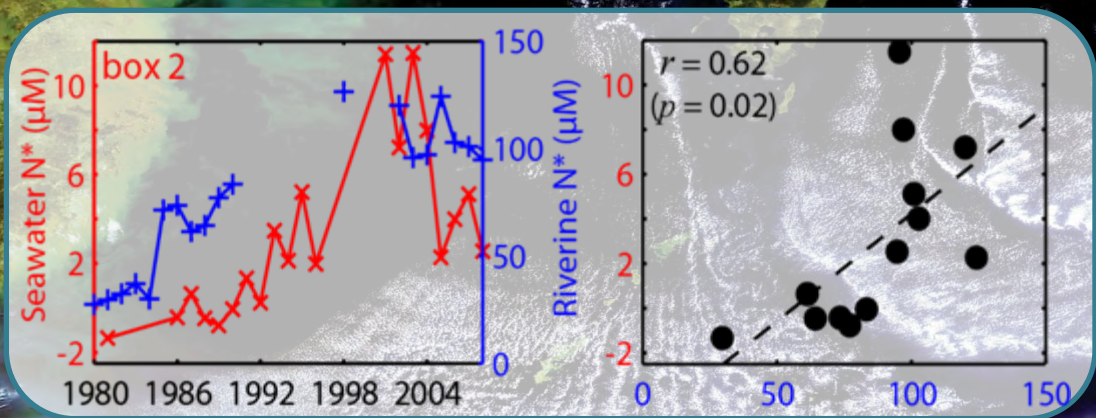 box 2
Seawater N* (µM)
10
6
2
-2
1980 1986 1992 1998 2004
150
100
50
0
Riverine N* (µM)
r = 0.62
(p = 0.02)
10
6
2
-2
0 50 100 150